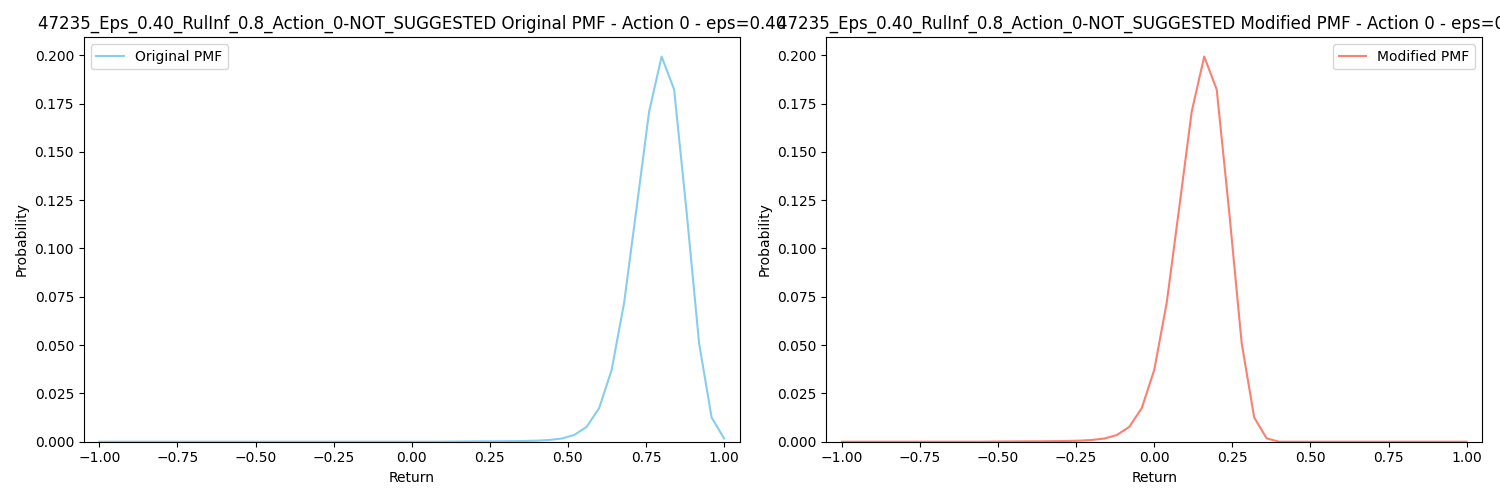 47235_Eps_0.40_RulInf_0.8_Action_0-NOT_SUGGESTED Original PMF - Action 0 - eps=0.40
47235_Eps_0.40_RulInf_0.8_Action_0-NOT_SUGGESTED Modified PMF - Action 0 - eps=0
Original PMF
0.200
0.175
0.150
0.125
0.100
0.075
0.050
0.025
0.000
Probability
−1.00 −0.75 −0.50 −0.25 0.00 0.25 0.50 0.75 1.00
Return
Modified PMF
0.200
0.175
0.150
0.125
0.100
0.075
0.050
0.025
0.000
Probability
−1.00 −0.75 −0.50 −0.25 0.00 0.25 0.50 0.75 1.00
Return